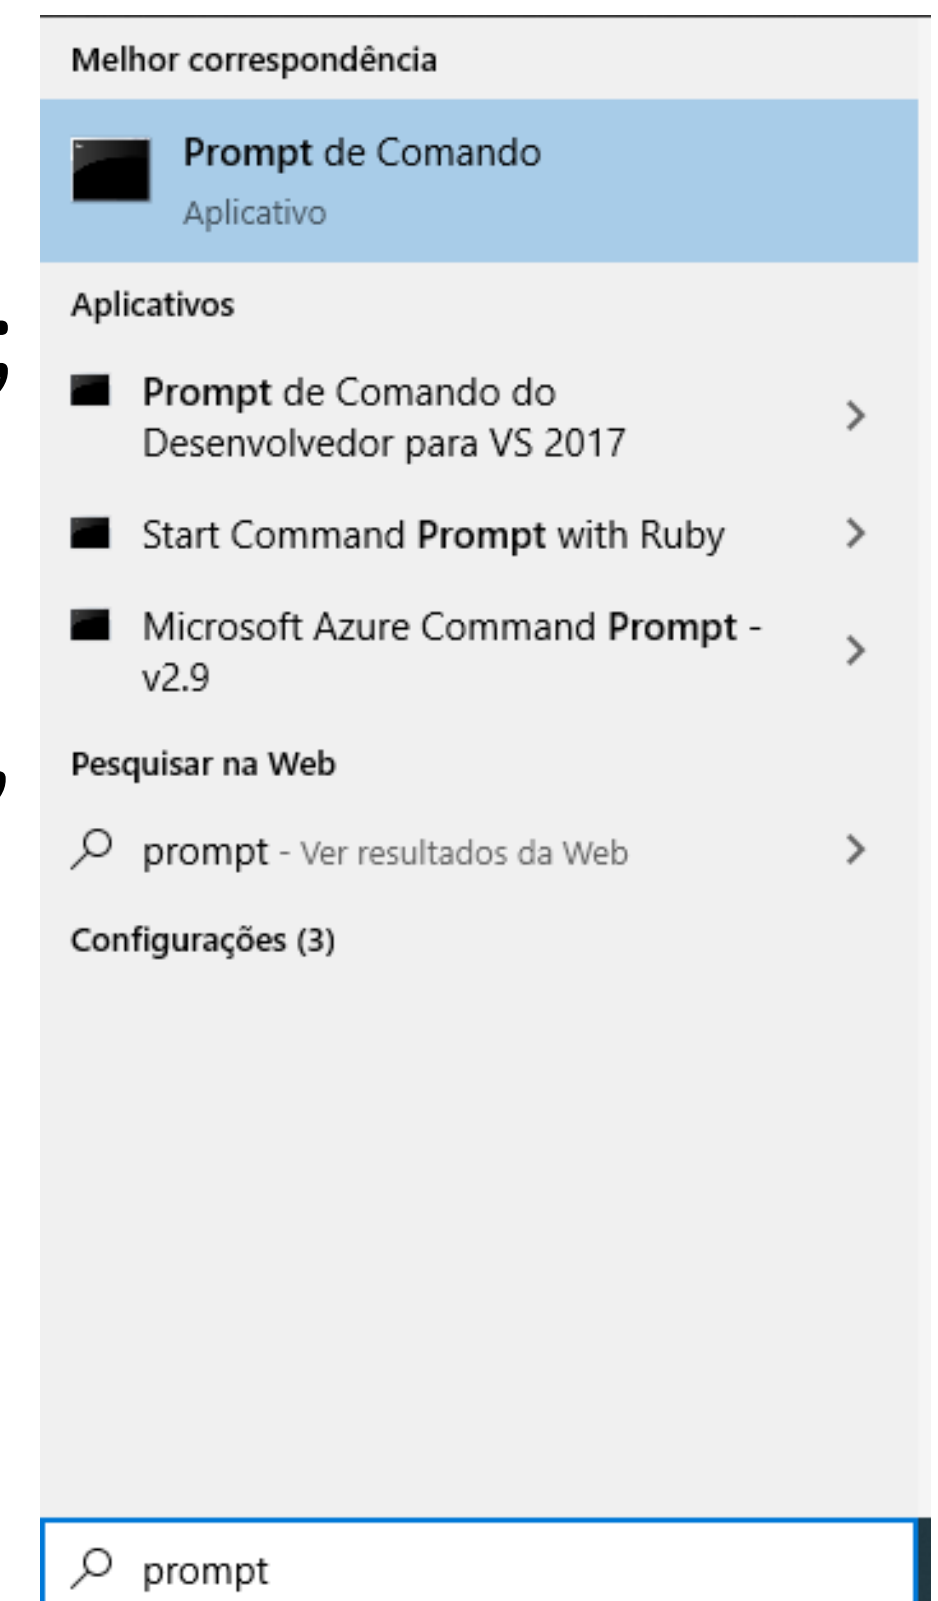 Melhor correspondência
Prompt de Comando
Aplicativo
Aplicativos
;
Prompt de Comando do
Desenvolvedor para VS 2017
Start Command Prompt with Ruby
Microsoft Azure Command Prompt -
v2.9
Pesquisar na Web
,
prompt - Ver resultados da Web
Configurações (3)
prompt